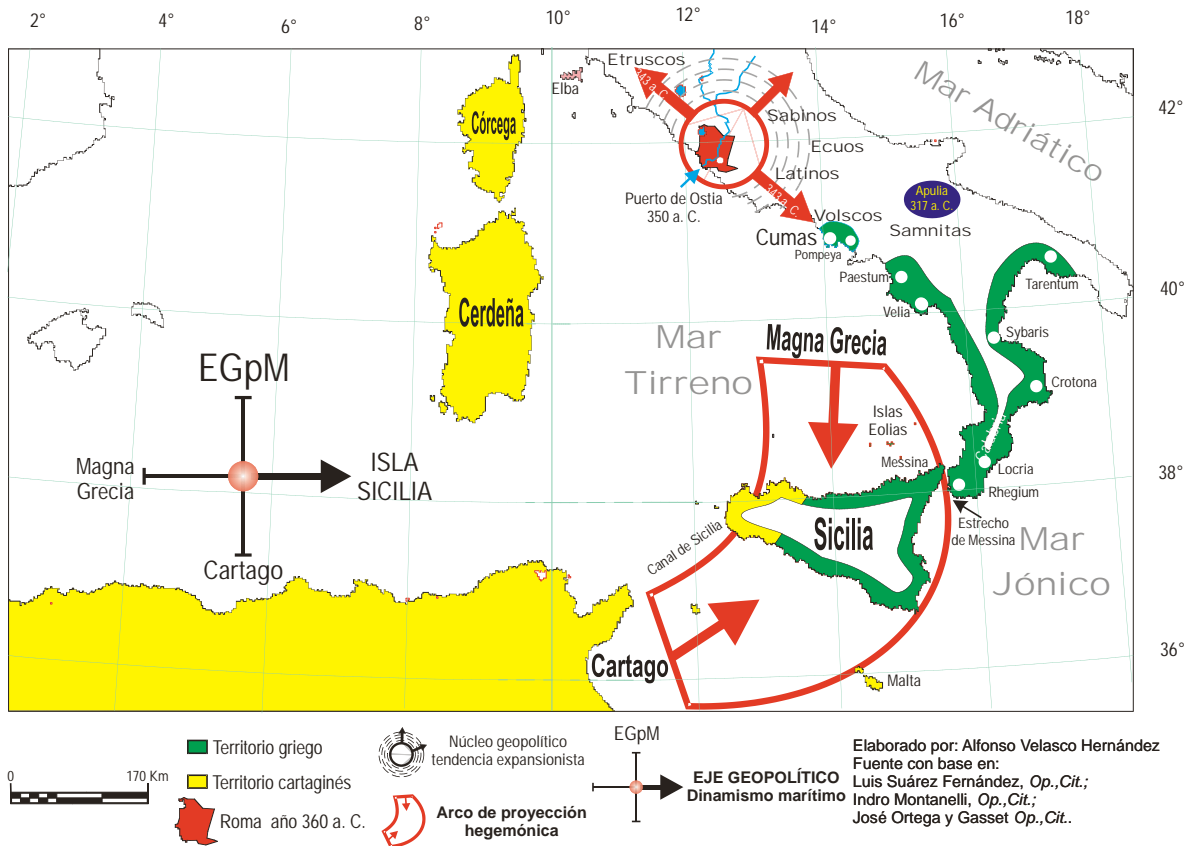 2° 4° 6° 8° 10° 12° 14° 16° 18°
42°
40°
38°
36°
Etruscos
343 a. C.
Elba
Córcega
Sabinos
Ecuos
Latinos
343 a. C.
Puerto de Ostia
350 a. C.
Mar Adriático
Apulia
317 a. C.
Samnitas
Volscos
Cumas
Pompeya
Paestum
Velia
Tarentum
Sybaris
Crotona
Cerdeña
Mar
Tirreno
Magna Grecia
Islas
Eolias
Messina
Locria
Rhegium
Estrecho
de Messina
Mar
Jónico
EGpM
Magna
Grecia
ISLA
SICILIA
Cartago
Canal de Sicilia
Sicilia
Cartago
Malta
0 170 Km
Territorio griego
Territorio cartaginés
Roma año 360 a. C.
Núcleo geopolítico
tendencia expansionista
Arco de proyección
hegemónica
EGpM
EJE GEOPOLÍTICO
Dinamismo marítimo
Elaborado por: Alfonso Velasco Hernández
Fuente con base en:
Luis Suárez Fernández, Op.,Cit.;
Indro Montanelli, Op.,Cit.;
José Ortega y Gasset Op.,Cit..